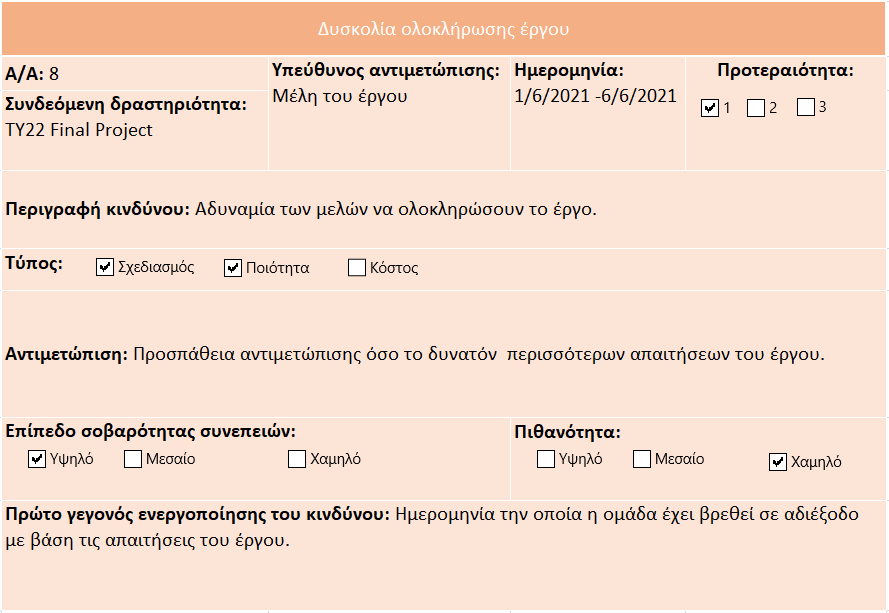 Δυσκολία ολοκλήρωσης έργου
Α/Α: 8
Συνδεόμενη δραστηριότητα:
TY22 Final Project
Υπεύθυνος αντιμετώπισης:
Μέλη του έργου
Ημερομηνία:
1/6/2021 -6/6/2021
Προτεραιότητα:
1 2 3
Περιγραφή κινδύνου: Αδυναμία των μελών να ολοκληρώσουν το έργο.
Τύπος: Σχεδιασμός Ποιότητα Κόστος
Αντιμετώπιση: Προσπάθεια αντιμετώπισης όσο το δυνατόν περισσότερων απαιτήσεων του έργου.
Επίπεδο σοβαρότητας συνεπειών:
Υψηλό Μεσαίο Χαμηλό
Πιθανότητα:
Υψηλό Μεσαίο Χαμηλό
Πρώτο γεγονός ενεργοποίησης του κινδύνου: Ημερομηνία την οποία η ομάδα έχει βρεθεί σε αδιέξοδο
με βάση τις απαιτήσεις του έργου.